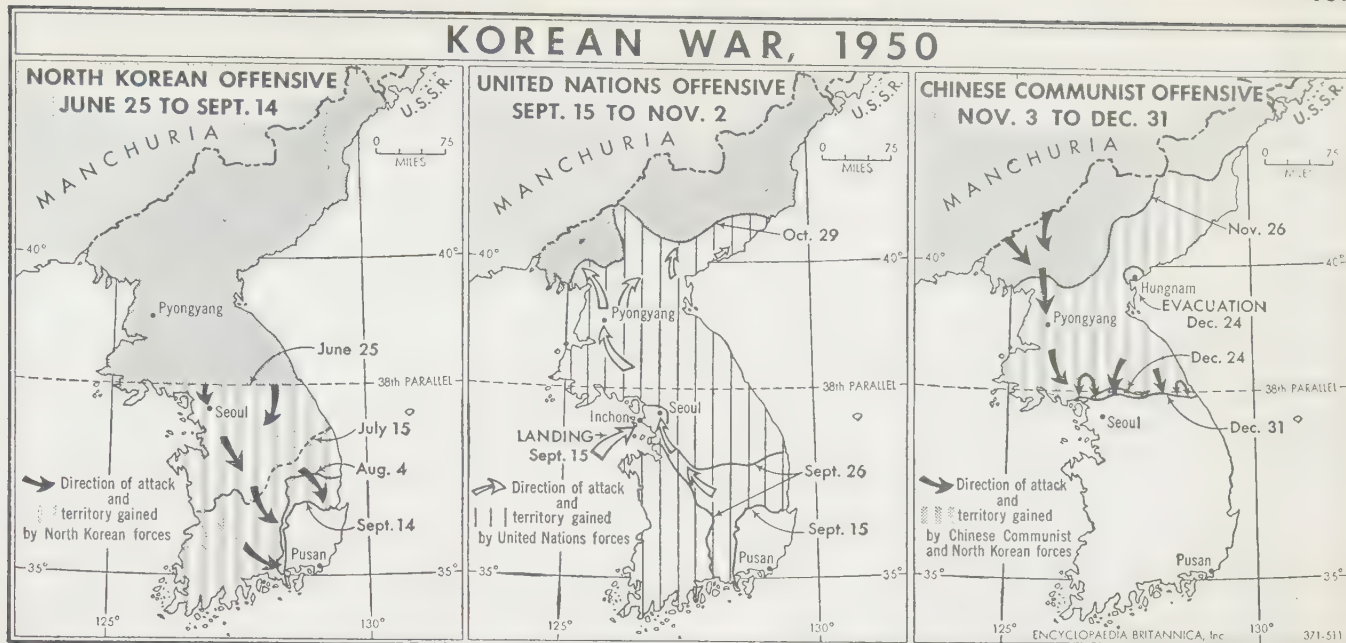 KOREAN WAR, 1950
NORTH KOREAN OFFENSIVE
JUNE 25 TO SEPT. 14
U.S.S.R.
MANCHURIA
0 75
MILES
40°
Pyongyang
June 25
38th PARALLEL
Seoul
July 15
Aug. 4
Direction of attack
and
territory gained
by North Korean forces
Sept. 14
Pusan
35°
125°
130°
UNITED NATIONS OFFENSIVE
SEPT. 15 TO NOV. 2
U.S.S.R.
MANCHURIA
0 75
MILES
Oct. 29
40°
40°
Pyongyang
38th PARALLEL
Inchon
Seoul
LANDING
Sept. 15
Sept. 26
Direction of attack
and
territory gained
by United Nations forces
Sept. 15
Pusan
35°
125°
130°
CHINESE COMMUNIST OFFENSIVE
NOV. 3 TO DEC. 31
U.S.S.R.
MANCHURIA
0 75
MILES
Nov. 26
40°
40°
Hungnam
EVACUATION
Dec. 24
Pyongyang
Dec. 24
38th PARALLEL
Seoul
Dec. 31
Direction of attack
and
territory gained
by Chinese Communist
and North Korean forces
Pusan
35°
35°
125°
130°
ENCYCLOPAEDIA BRITANNICA, Inc
371-511